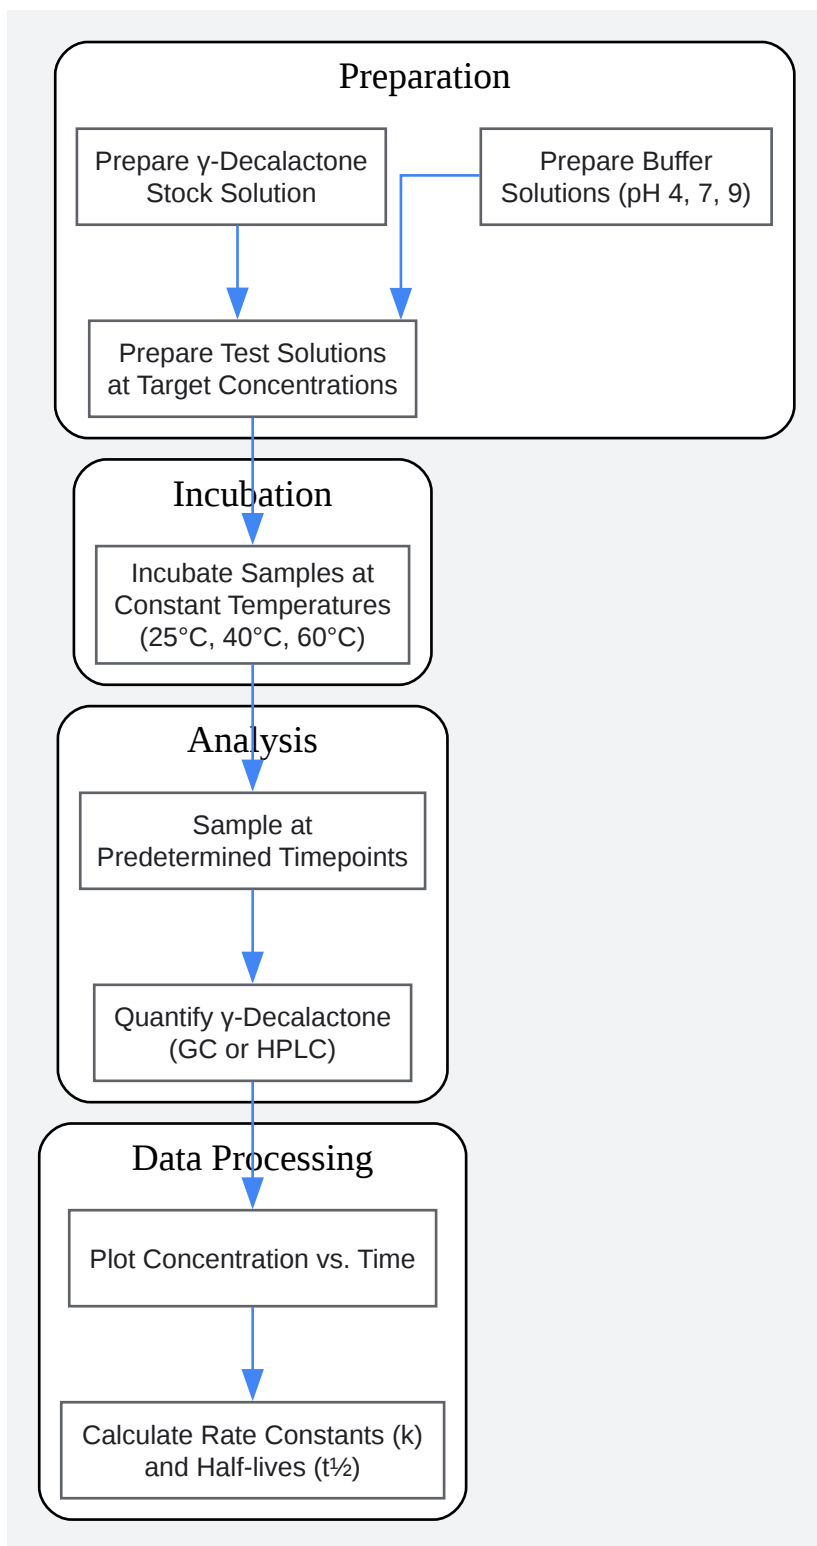 Preparation
Prepare γ-Decalactone
Stock Solution
Prepare Buffer
Solutions (pH 4, 7, 9)
Prepare Test Solutions
at Target Concentrations
Incubation
Incubate Samples at
Constant Temperatures
(25°C, 40°C, 60°C)
Analysis
Sample at
Predetermined Timepoints
Quantify γ-Decalactone
(GC or HPLC)
Data Processing
Plot Concentration vs. Time
Calculate Rate Constants (k)
and Half-lives (t½)